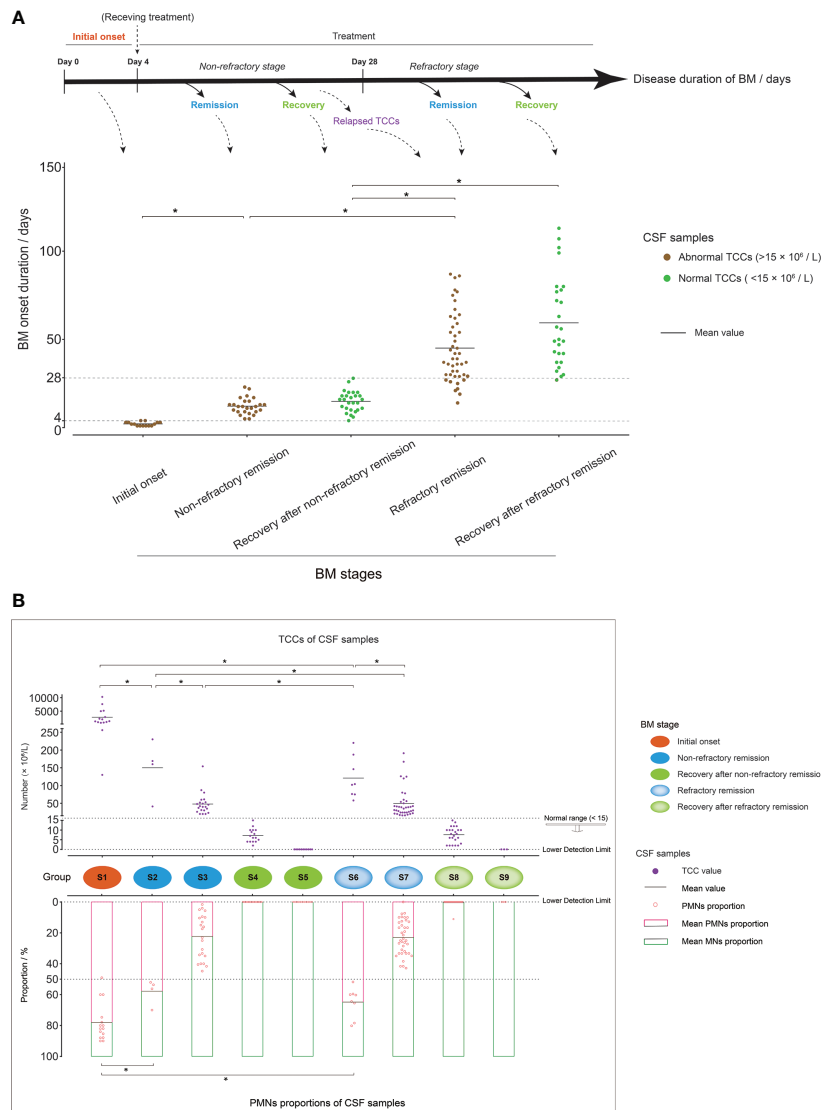 A
(Receving treatment)
Initial onset
Treatment
Day 0
Day 4
Non-refractory stage
Day 28
Refractory stage
Disease duration of BM / days
Remission
Recovery
Remission
Recovery
Relapsed TCCs
150
100
50
28
4
0
BM onset duration / days
*
*
*
*
CSF samples
Abnormal TCCs (>15 × 10⁶ / L)
Normal TCCs ( <15 × 10⁶ / L)
Mean value
Initial onset
Non-refractory remission
Recovery after non-refractory remission
Refractory remission
Recovery after refractory remission
BM stages
B
TCCs of CSF samples
*
*
*
*
*
*
10000
5000
250
200
150
100
50
15
10
5
0
Number (× 10⁶/L)
Normal range (< 15)
Lower Detection Limit
Group
S1
S2
S3
S4
S5
S6
S7
S8
S9
Lower Detection Limit
0
20
40
50
60
80
100
Proportion / %
*
*
PMNs proportions of CSF samples
BM stage
Initial onset
Non-refractory remission
Recovery after non-refractory remissio
Refractory remission
Recovery after refractory remission
CSF samples
TCC value
Mean value
PMNs proportion
Mean PMNs proportion
Mean MNs proportion